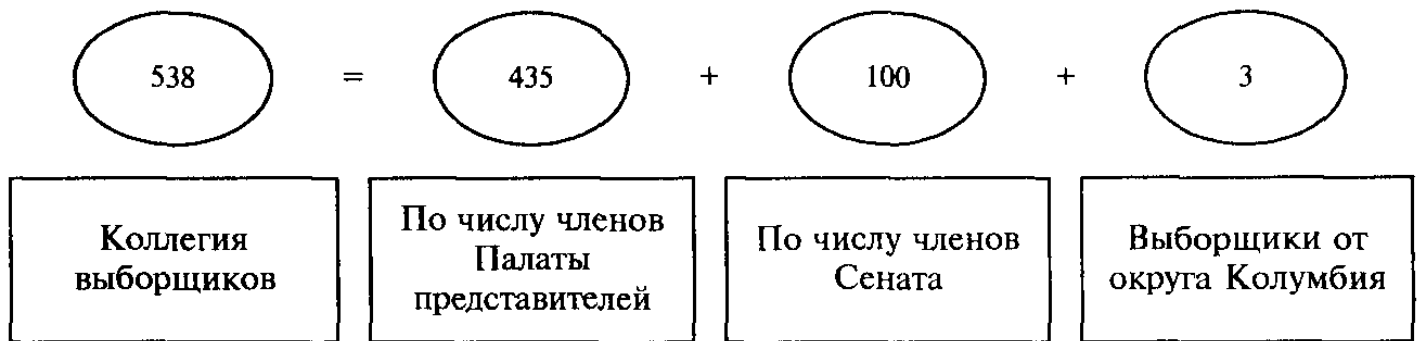 538 = 435 + 100 + 3
Коллегия
выборщиков
По числу членов
Палаты
представителей
По числу членов
Сената
Выборщики от
округа Колумбия